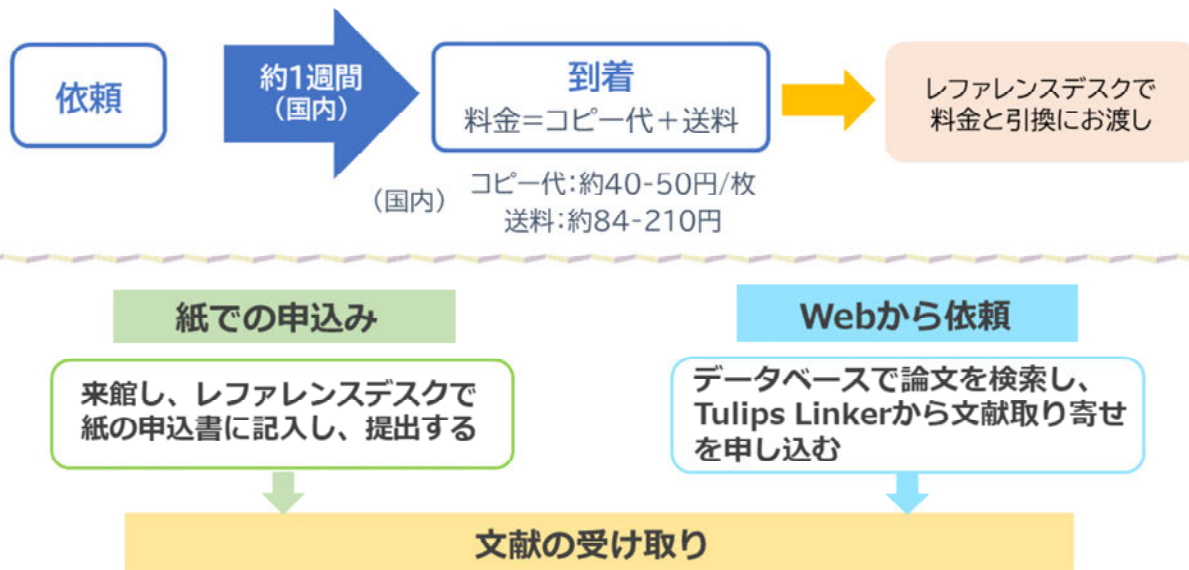 依頼
約1週間
（国内）
到着
料金＝コピー代＋送料
レファレンスデスクで
料金と引換にお渡し
（国内）
コピー代：約40-50円/枚
送料：約84-210円
紙での申込み
来館し、レファレンスデスクで
紙の申込書に記入し、提出する
Webから依頼
データベースで論文を検索し、
Tulips Linkerから文献取り寄せ
を申し込む
文献の受け取り